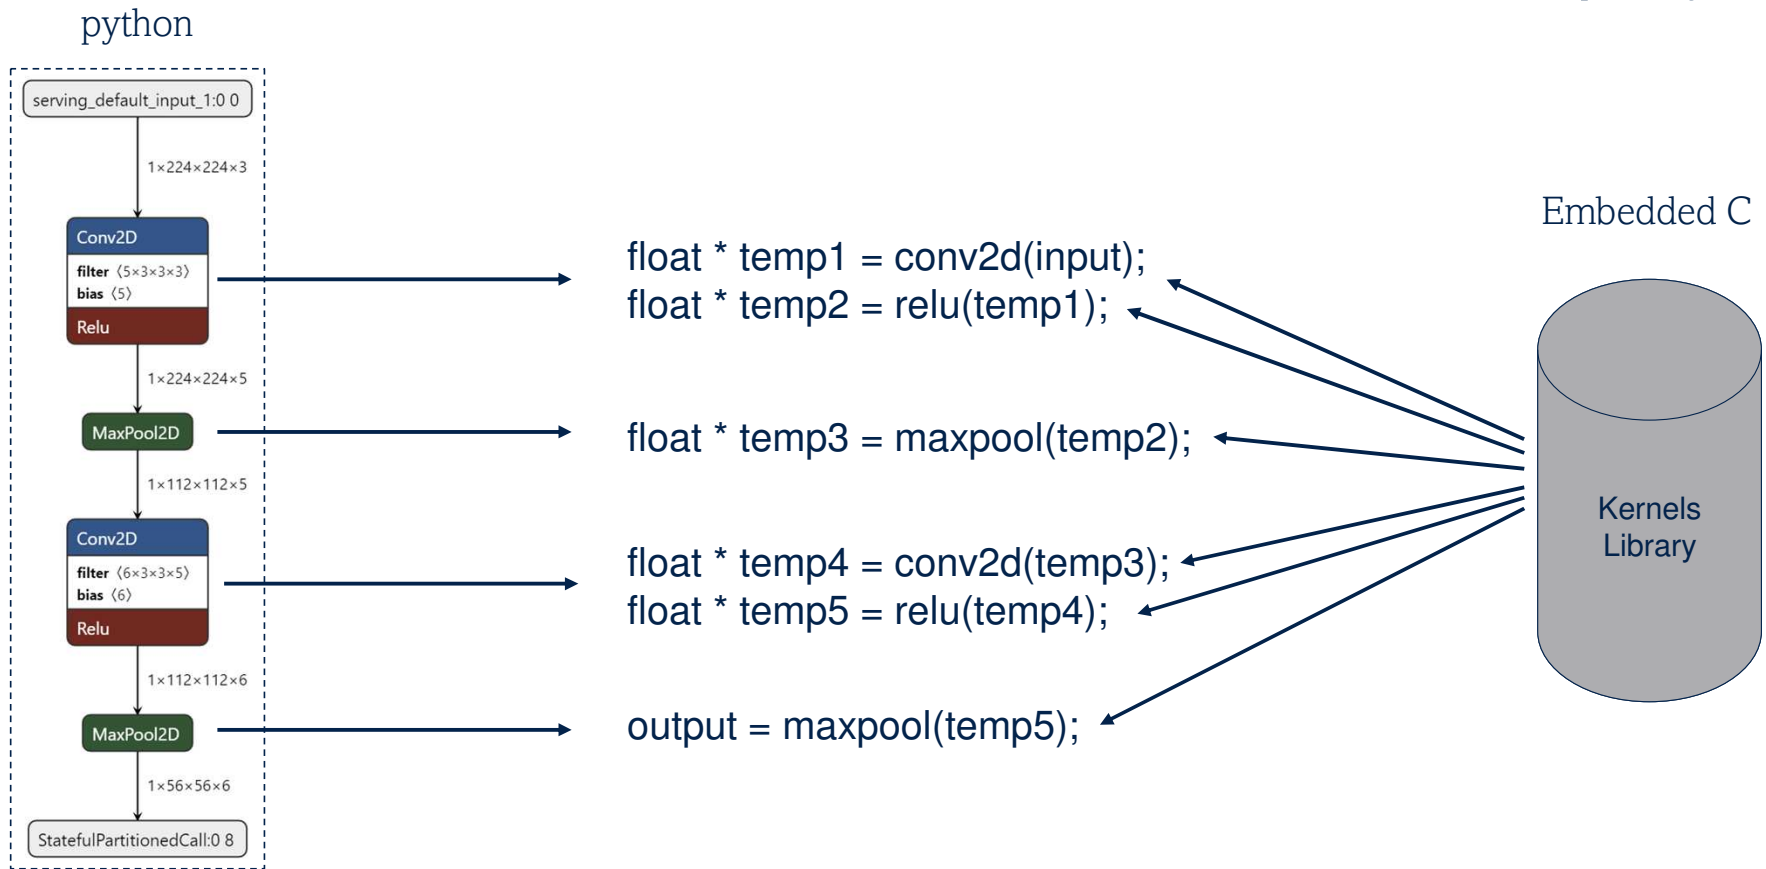 python
serving_default_input_1:0 0
1×224×224×3
Conv2D
filter ⟨5×3×3×3⟩
bias ⟨5⟩
Relu
1×224×224×5
MaxPool2D
1×112×112×5
Conv2D
filter ⟨6×3×3×5⟩
bias ⟨6⟩
Relu
1×112×112×6
MaxPool2D
1×56×56×6
StatefulPartitionedCall:0 8
float * temp1 = conv2d(input);
float * temp2 = relu(temp1);
float * temp3 = maxpool(temp2);
float * temp4 = conv2d(temp3);
float * temp5 = relu(temp4);
output = maxpool(temp5);
Embedded C
Kernels
Library